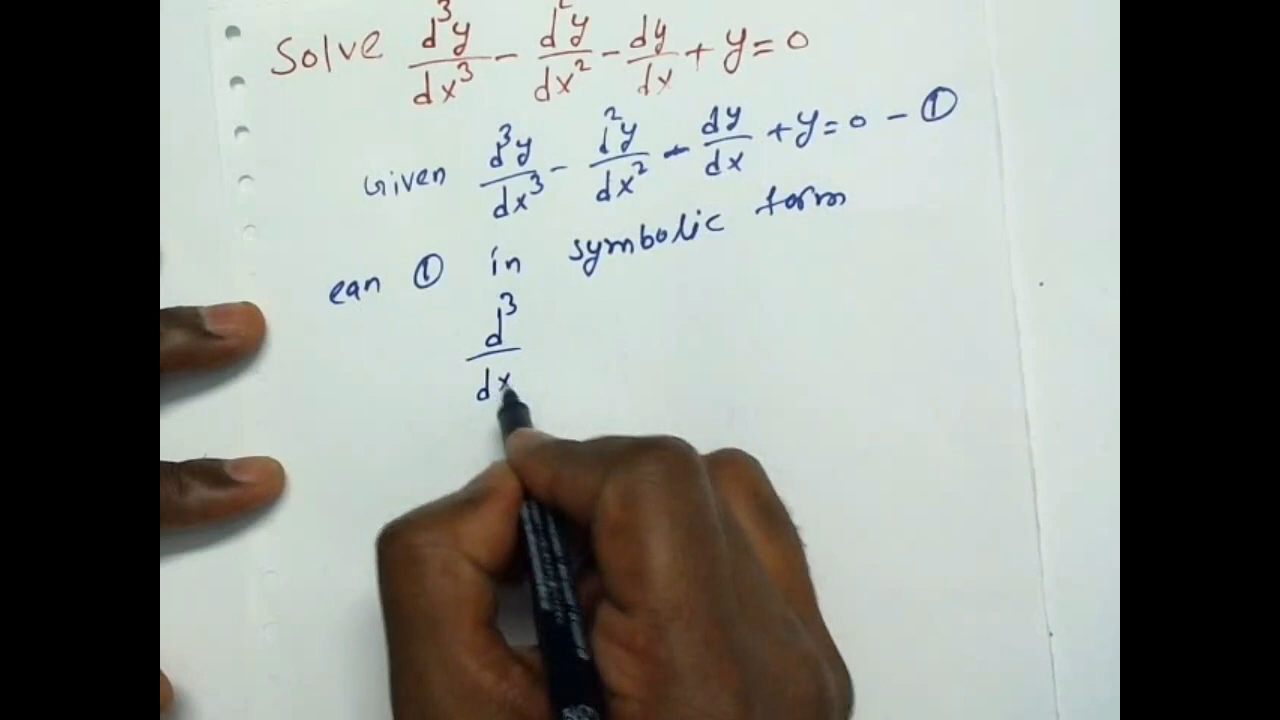 Solve d³y/dx³ - d²y/dx² - dy/dx + y = 0
Given d³y/dx³ - d²y/dx² - dy/dx + y = 0 - ①
eqn ① in symbolic form
d³/dx